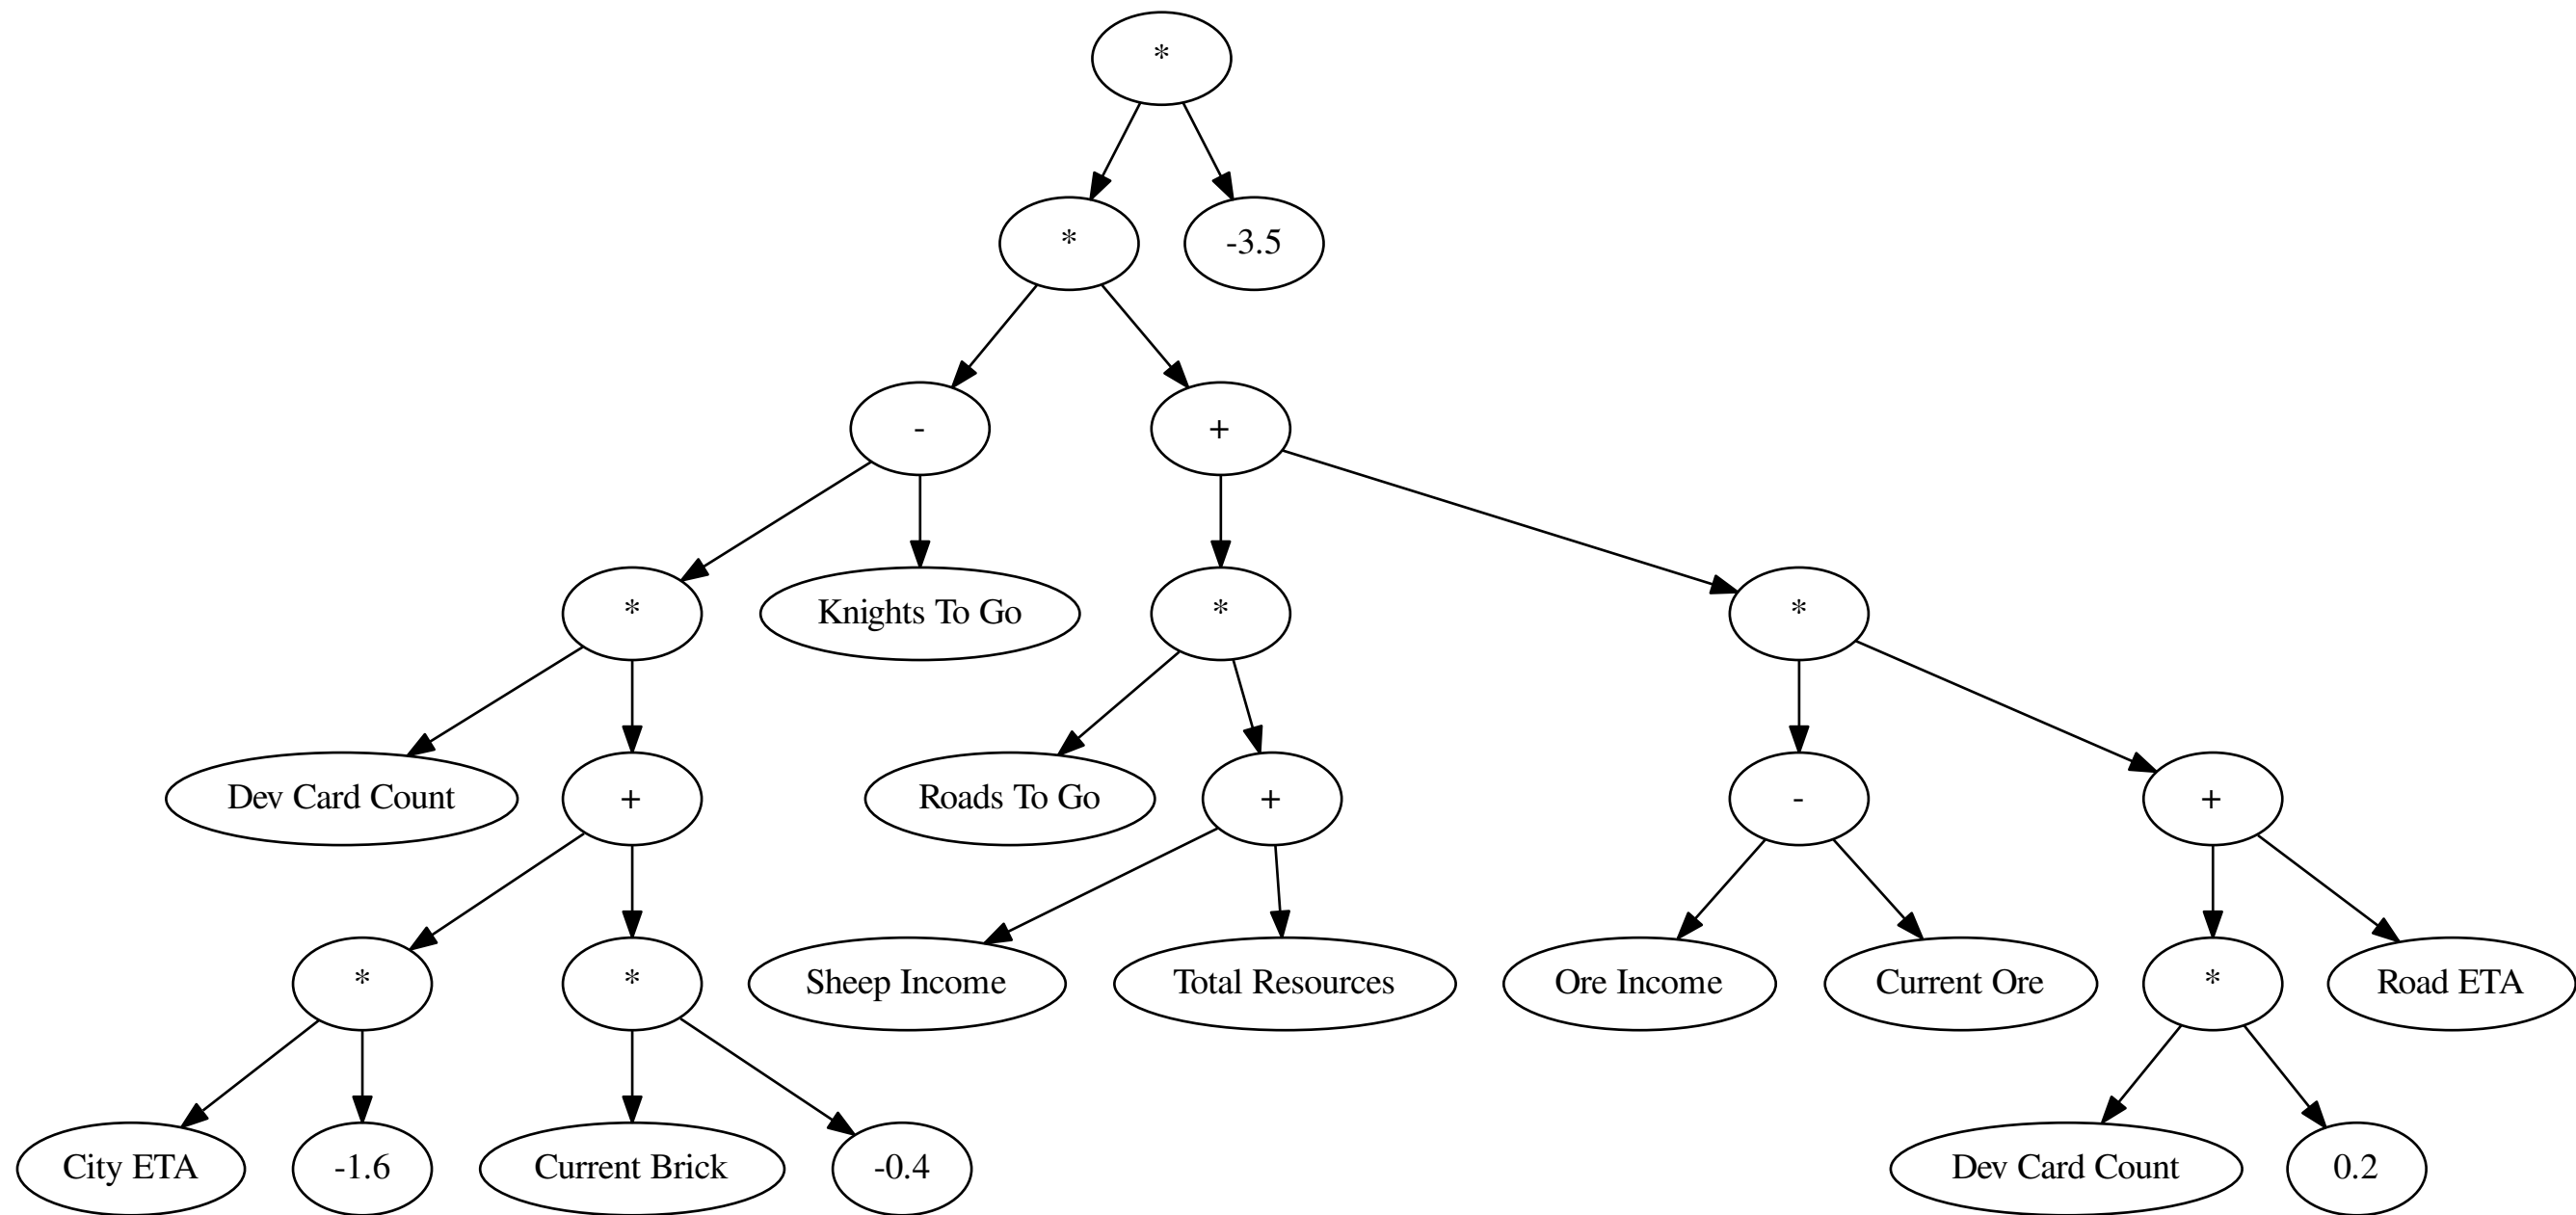 *
*
-3.5
-
+
*
Knights To Go
*
*
Dev Card Count
+
Roads To Go
+
-
+
*
*
Sheep Income
Total Resources
Ore Income
Current Ore
*
Road ETA
City ETA
-1.6
Current Brick
-0.4
Dev Card Count
0.2